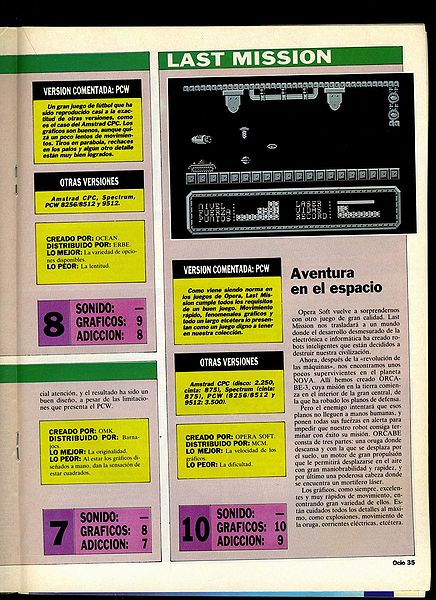 VERSION COMENTADA: PCW
Un gran juego de fútbol que ha
sido reproducido casi a la exac-
titud de otras versiones, como
es el caso del Amstrad CPC. Los
gráficos son buenos, aunque qui-
zá un poco lentos de movimien-
tos. Tiros en parábola, rechaces
en los palos y algún otro detalle
están muy bien logrados.
OTRAS VERSIONES
Amstrad CPC, Spectrum,
PCW 8256/8512 y 9512.
CREADO POR: OCEAN
DISTRIBUIDO POR: ERBE.
LO MEJOR: La variedad de opcio-
nes disponibles.
LO PEOR: La lentitud.
8
SONIDO: —
GRAFICOS: 9
ADICCION: 8
cial atención, y el resultado ha sido un
buen diseño, a pesar de las limitacio-
nes que presenta el PCW.
CREADO POR: OMK
DISTRIBUIDO POR: Barna-
joci.
LO MEJOR: La originalidad.
LO PEOR: Al estar los gráficos di-
señados a mano, dan la sensación de
estar cuadrados.
7
SONIDO: —
GRAFICOS: 8
ADICCION: 7
LAST MISSION
NIVEL
FUERZA
LASER
VIDAS
RECORD
VERSION COMENTADA: PCW
Como viene siendo norma en
los juegos de Opera, Last Mis-
sion cumple todos los requisitos
de un buen juego. Movimiento
rápido, fenomenales gráficos y
todo un largo etcétera lo presen-
tan como un juego digno a tener
en nuestra colección.
OTRAS VERSIONES
Amstrad CPC (disco: 2.250,
cinta: 875), Spectrum (cinta:
875), PCW (8256/8512 y
9512: 3.500).
CREADO POR: OPERA SOFT.
DISTRIBUIDO POR: MCM.
LO MEJOR: La velocidad de los
gráficos.
LO PEOR: La dificultad.
10
SONIDO: —
GRAFICOS: 10
ADICCION: 9
Aventura
en el espacio
Opera Soft vuelve a sorprendernos
con otro juego de gran calidad. Last
Mission nos trasladará a un mundo
donde el desarrollo desmesurado de la
electrónica e informática ha creado ro-
bots inteligentes que están decididos a
destruir nuestra civilización.
Ahora, después de la «revolución de
las máquinas», nos encontramos unos
pocos supervivientes en el planeta
NOVA. Allí hemos creado ORCA-
BE-3, cuya misión en la tierra comien-
za en el interior de la gran central, de
la que ha robado los planos de defensa.
Pero el enemigo intentará que esos
planos no lleguen a manos humanas, y
ponen todas sus fuerzas en alerta para
impedir que nuestro robot consiga ter-
minar con éxito su misión. ORCABE
consta de tres partes: una oruga donde
descansa y con la que se desplaza por
el suelo, un motor de gran propulsión
que le permitirá desplazarse en el aire
con gran maniobrabilidad y rapidez, y
por último una poderosa cabeza donde
se encuentra un mortífero láser.
Los gráficos, como siempre, excelen-
tes y muy rápidos de movimiento, en-
contrando gran variedad de ellos. Es-
tán cuidados todos los detalles al máxi-
mo, como explosiones, movimiento de
la oruga, corrientes eléctricas, etcétera.
Ocio 35